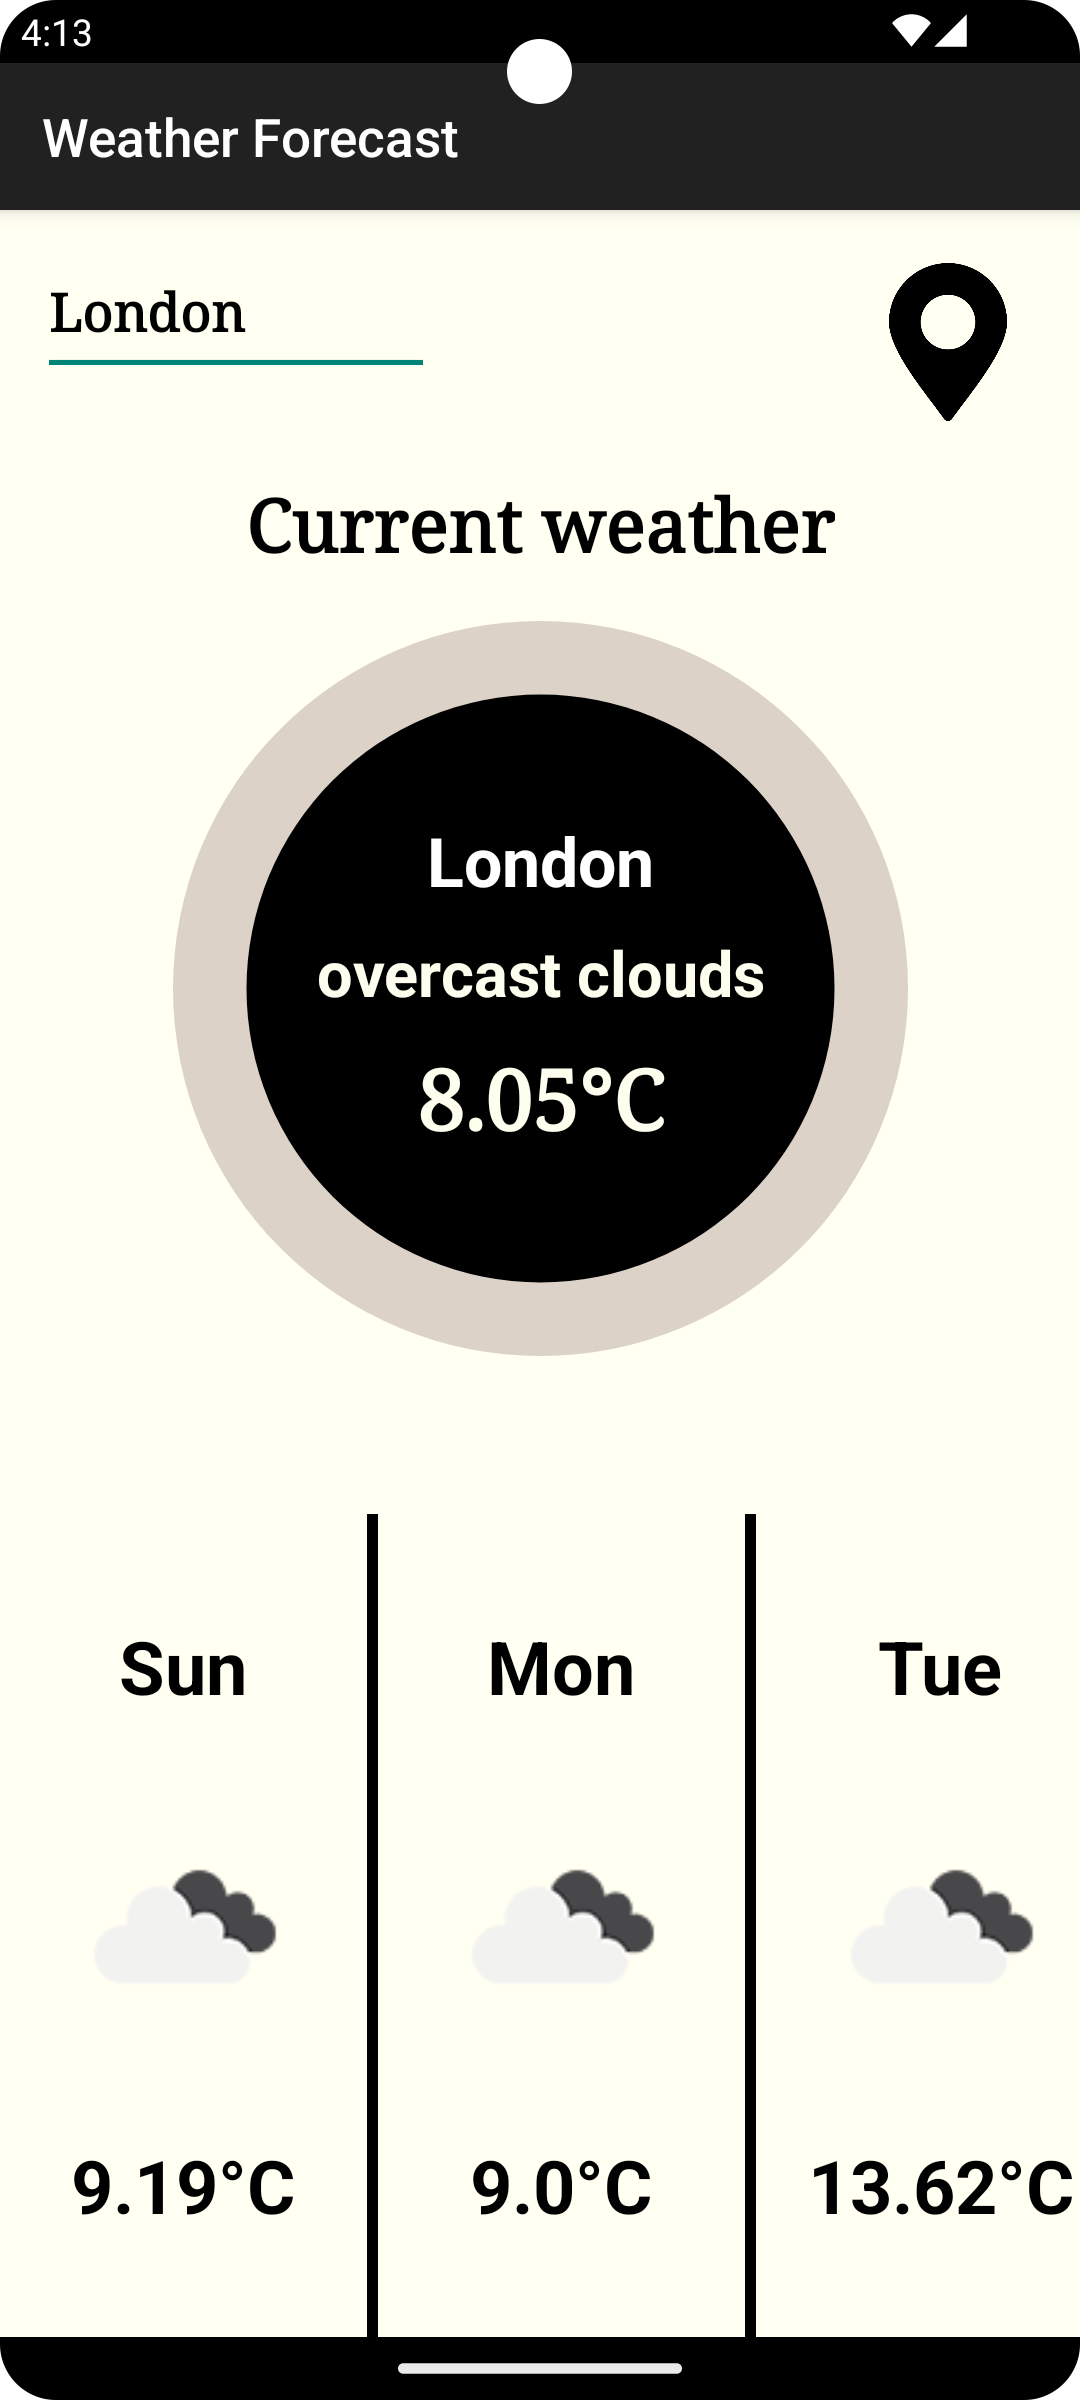 4:13
Weather Forecast
London
Current weather
London
overcast clouds
8.05°C
Sun Mon Tue
9.19°C 9.0°C 13.62°C